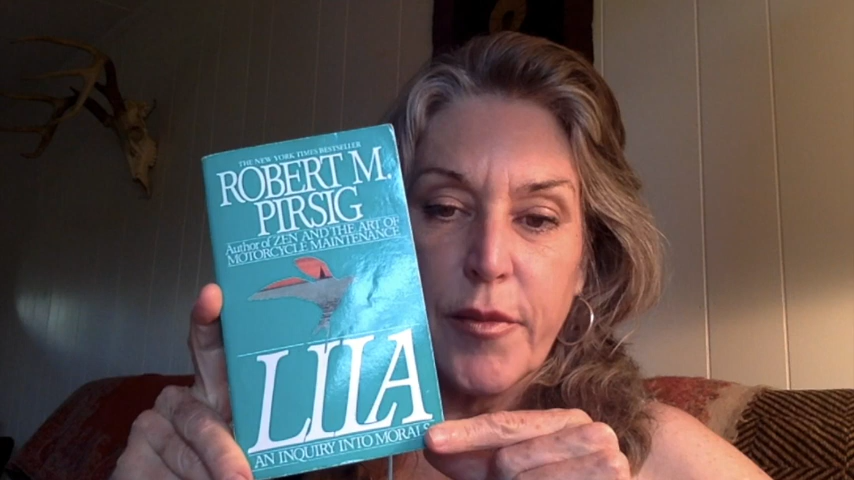 THE NEW YORK TIMES BESTSELLER
ROBERT M.
PIRSIG
Author of ZEN AND THE ART OF
MOTORCYCLE MAINTENANCE
LILA
AN INQUIRY INTO MORALS